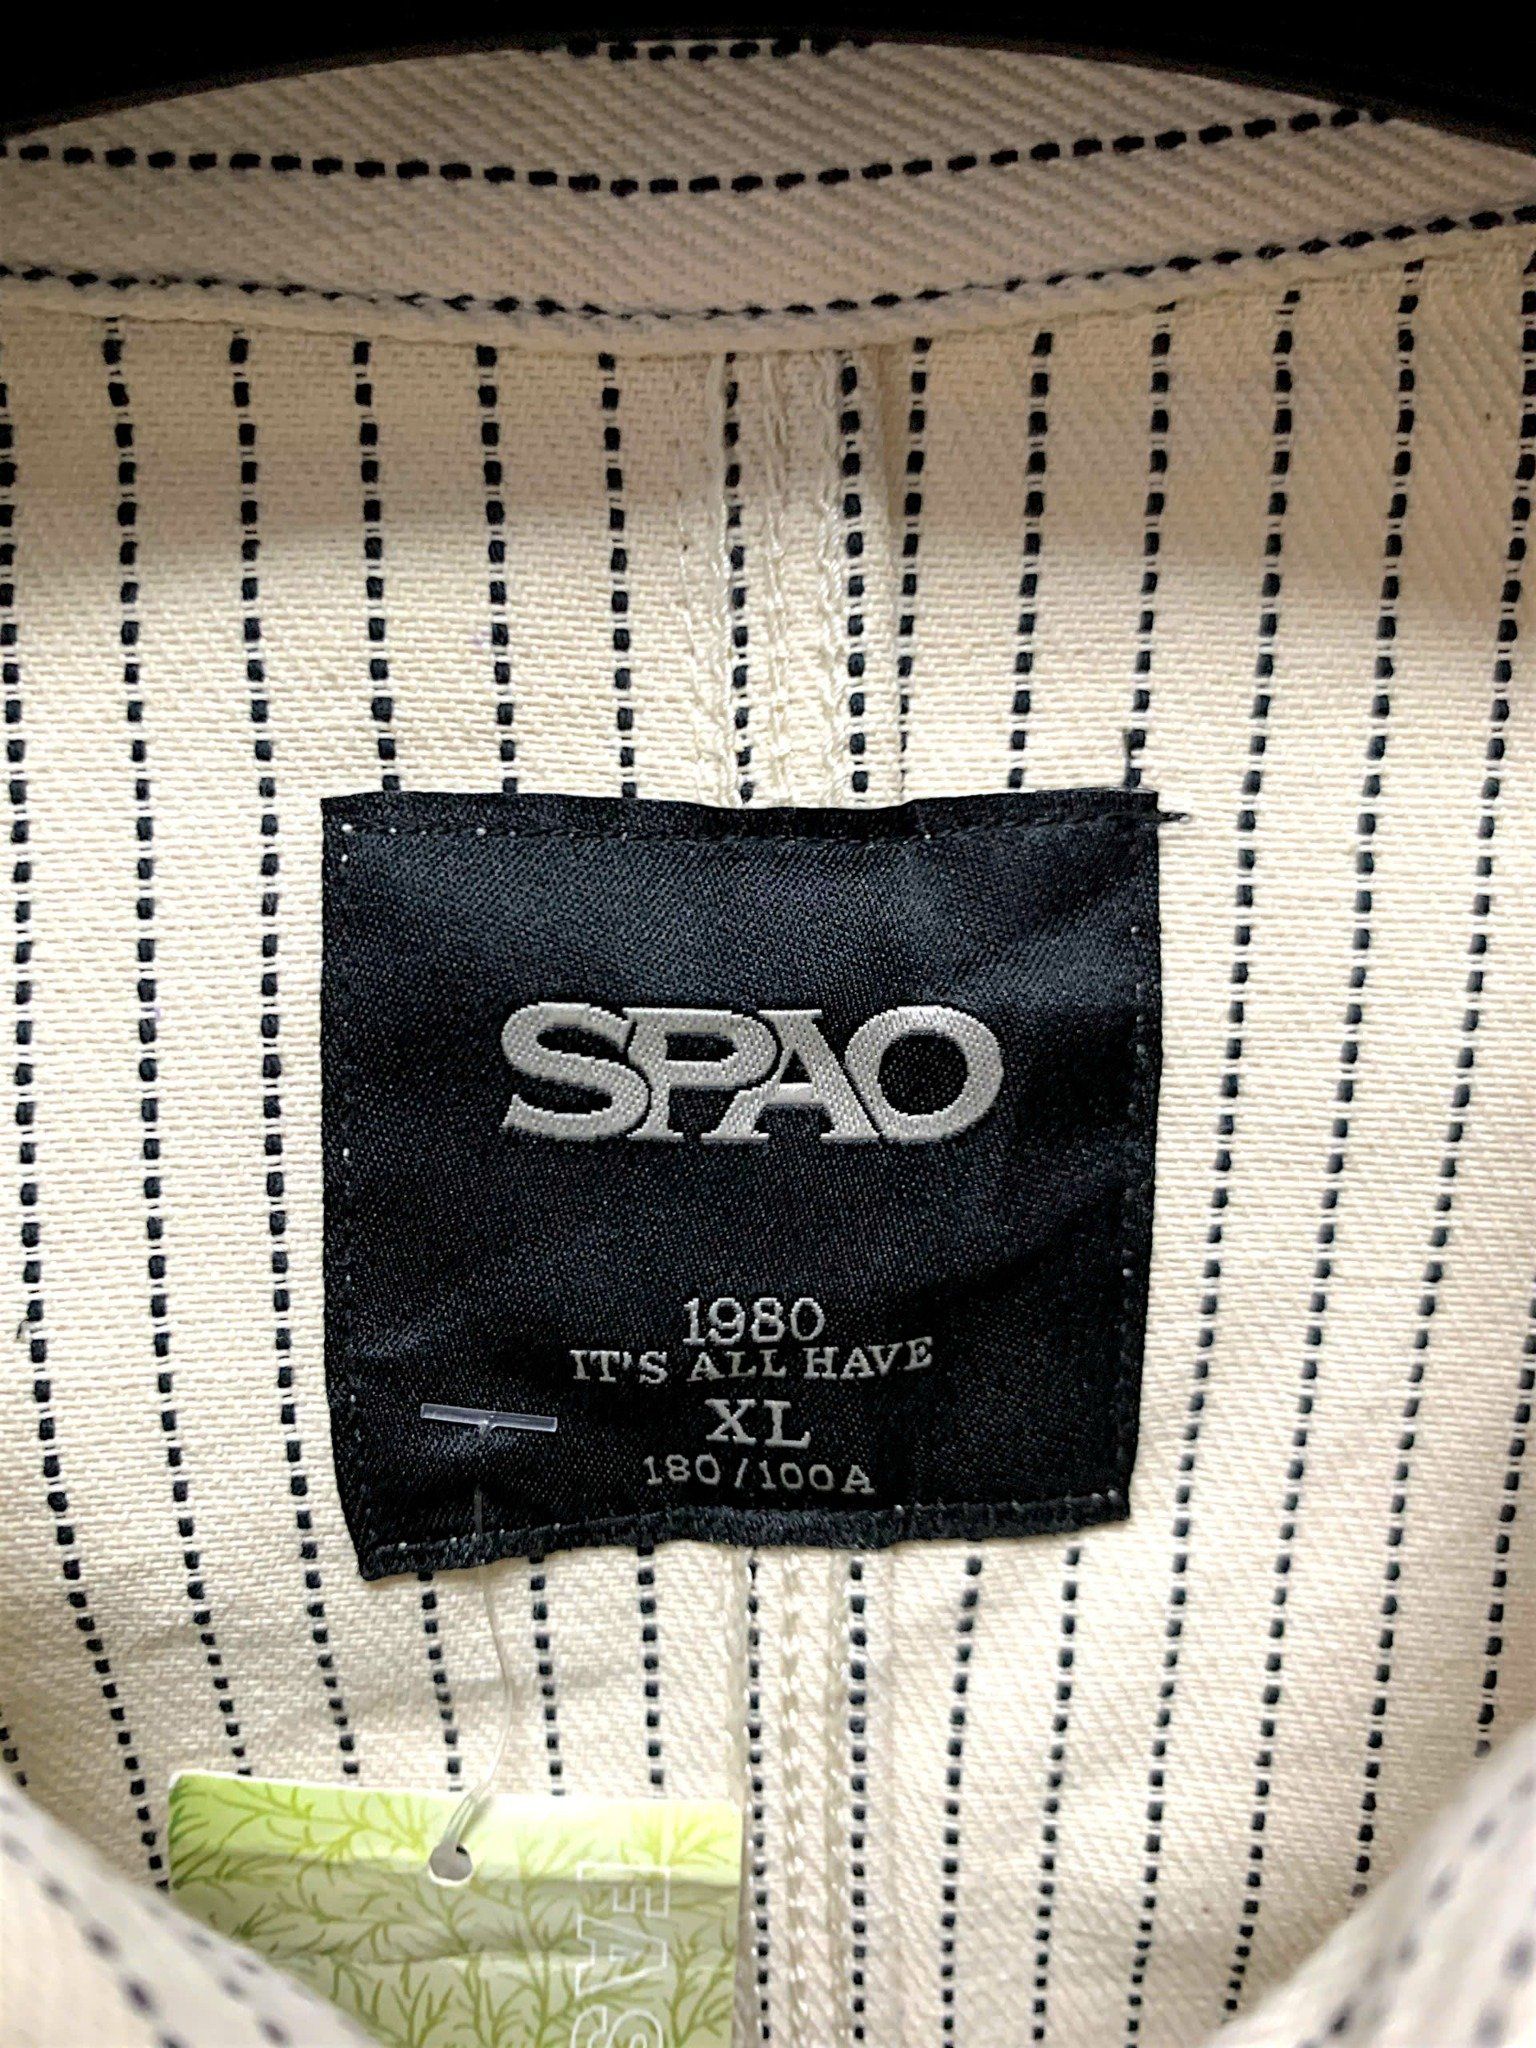 SPAO
1980
IT'S ALL HAVE
XL
180/100A